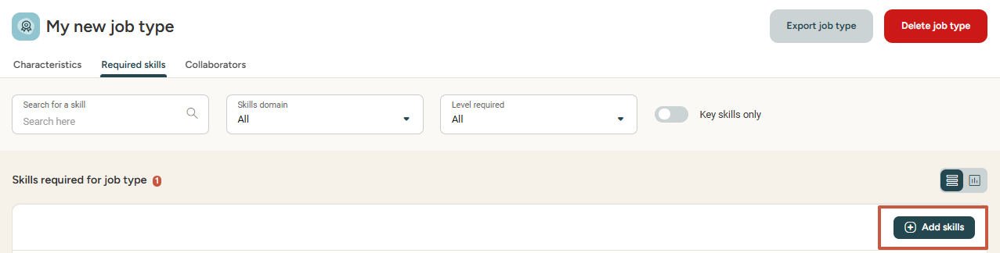 My new job type
Export job type
Delete job type
Characteristics
Required skills
Collaborators
Search for a skill
Search here
Skills domain
All
Level required
All
Key skills only
Skills required for job type 1
Add skills